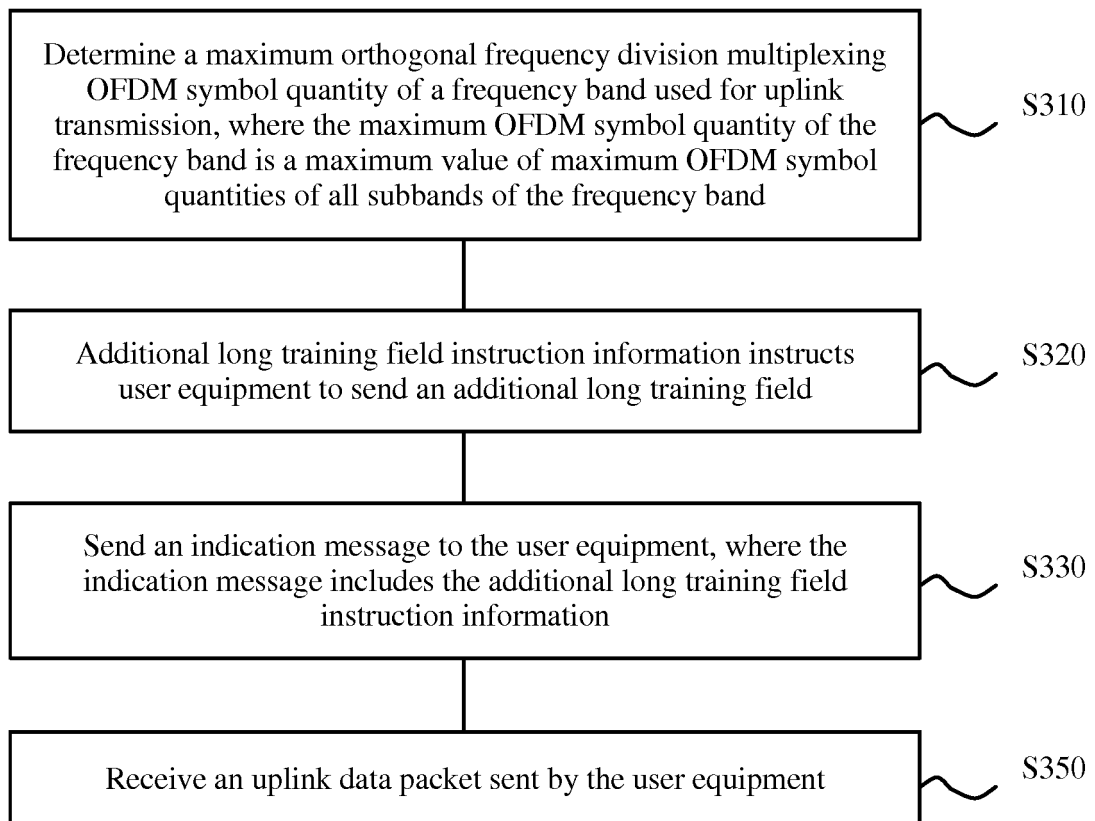 Determine a maximum orthogonal frequency division multiplexing
OFDM symbol quantity of a frequency band used for uplink
transmission, where the maximum OFDM symbol quantity of the
frequency band is a maximum value of maximum OFDM symbol
quantities of all subbands of the frequency band
S310
Additional long training field instruction information instructs
user equipment to send an additional long training field
S320
Send an indication message to the user equipment, where the
indication message includes the additional long training field
instruction information
S330
Receive an uplink data packet sent by the user equipment
S350